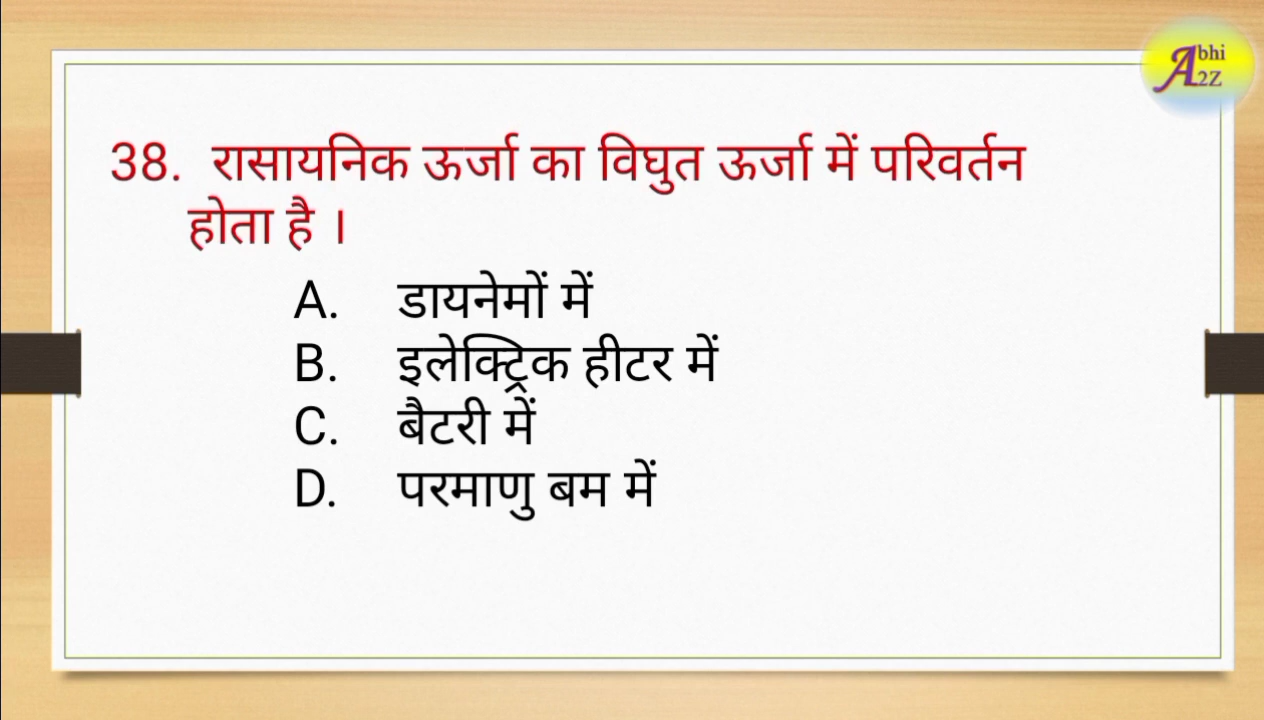 Abhi
A2Z
38. रासायनिक ऊर्जा का विघुत ऊर्जा में परिवर्तन
होता है ।
A. डायनेमों में
B. इलेक्ट्रिक हीटर में
C. बैटरी में
D. परमाणु बम में